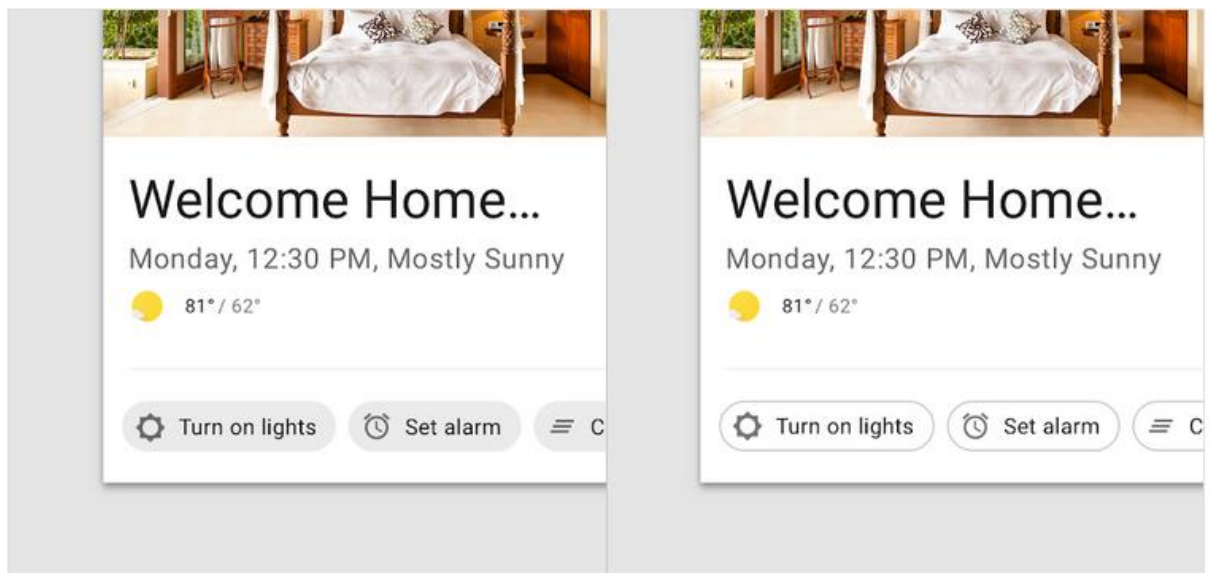 Welcome Home...
Monday, 12:30 PM, Mostly Sunny
81° / 62°
Turn on lights Set alarm C
Welcome Home...
Monday, 12:30 PM, Mostly Sunny
81° / 62°
Turn on lights Set alarm C